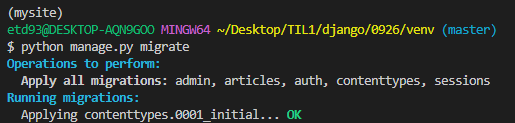 (mysite)
etd93@DESKTOP-AQN9GOO MINGW64 ~/Desktop/TIL1/django/0926/venv (master)
$ python manage.py migrate
Operations to perform:
  Apply all migrations: admin, articles, auth, contenttypes, sessions
Running migrations:
  Applying contenttypes.0001_initial... OK